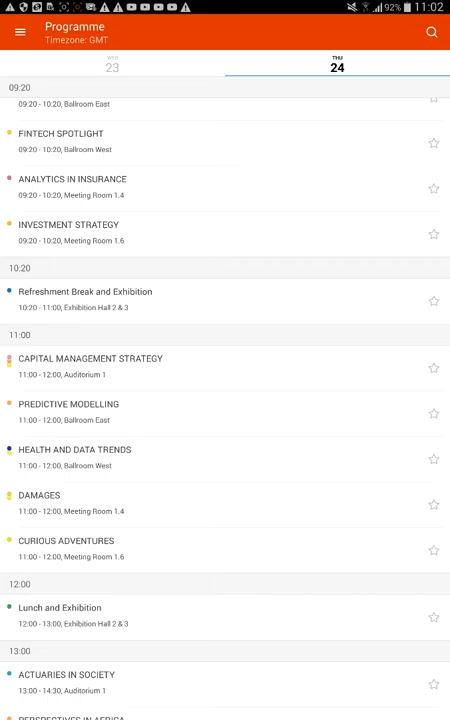 92% 11:02
Programme
Timezone: GMT
WED
23
THU
24
09:20
09:20 - 10:20, Ballroom East
FINTECH SPOTLIGHT
09:20 - 10:20, Ballroom West
ANALYTICS IN INSURANCE
09:20 - 10:20, Meeting Room 1.4
INVESTMENT STRATEGY
09:20 - 10:20, Meeting Room 1.6
10:20
Refreshment Break and Exhibition
10:20 - 11:00, Exhibition Hall 2 & 3
11:00
CAPITAL MANAGEMENT STRATEGY
11:00 - 12:00, Auditorium 1
PREDICTIVE MODELLING
11:00 - 12:00, Ballroom East
HEALTH AND DATA TRENDS
11:00 - 12:00, Ballroom West
DAMAGES
11:00 - 12:00, Meeting Room 1.4
CURIOUS ADVENTURES
11:00 - 12:00, Meeting Room 1.6
12:00
Lunch and Exhibition
12:00 - 13:00, Exhibition Hall 2 & 3
13:00
ACTUARIES IN SOCIETY
13:00 - 14:30, Auditorium 1
PERSPECTIVES IN AFRICA